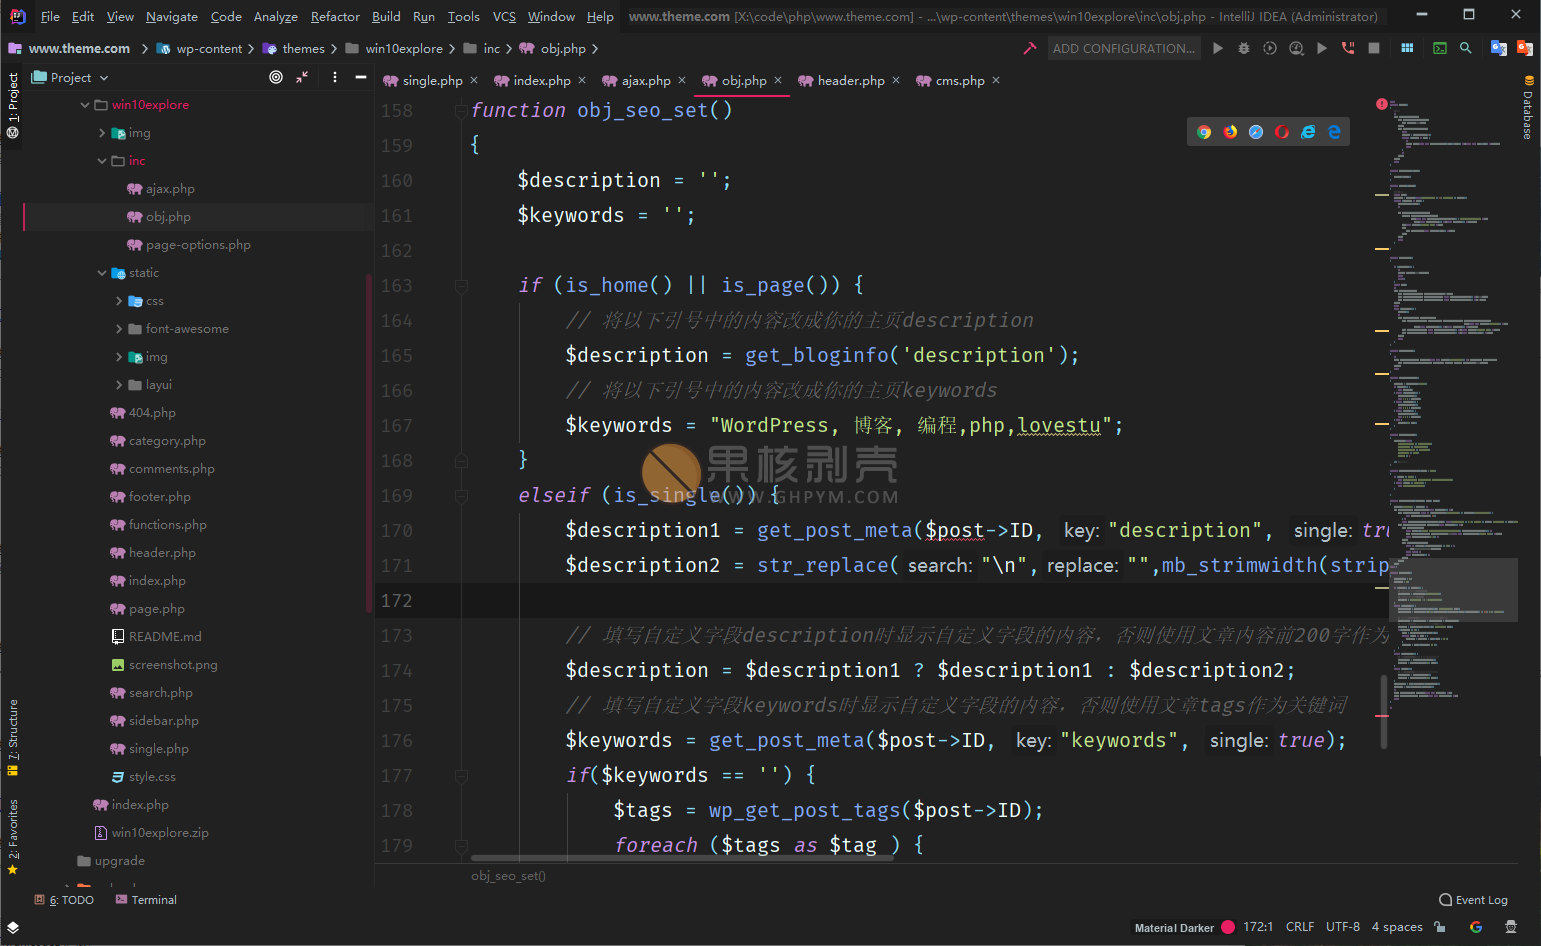 File Edit View Navigate Code Analyze Refactor Build Run Tools VCS Window Help www.theme.com [X:\code\php\www.theme.com] - ...\wp-content\themes\win10explore\inc\obj.php - IntelliJ IDEA (Administrator)
www.theme.com wp-content themes win10explore inc obj.php ADD CONFIGURATION...
Project
single.php index.php ajax.php obj.php header.php cms.php
1: Project
7: Structure
2: Favorites
Database
win10explore
img
inc
ajax.php
obj.php
page-options.php
static
css
font-awesome
img
layui
404.php
category.php
comments.php
footer.php
functions.php
header.php
index.php
page.php
README.md
screenshot.png
search.php
sidebar.php
single.php
style.css
index.php
win10explore.zip
upgrade
158 function obj_seo_set()
159 {
160 $description = '';
161 $keywords = '';
162
163 if (is_home() || is_page()) {
164 // 将以下引号中的内容改成你的主页description
165 $description = get_bloginfo('description');
166 // 将以下引号中的内容改成你的主页keywords
167 $keywords = "WordPress, 博客, 编程,php,lovestu";
168 }
169 elseif (is_single()) {
170 $description1 = get_post_meta($post->ID, key: "description", single: tru
171 $description2 = str_replace( search: "\n", replace: "",mb_strimwidth(strip
172
173 // 填写自定义字段description时显示自定义字段的内容，否则使用文章内容前200字作为
174 $description = $description1 ? $description1 : $description2;
175 // 填写自定义字段keywords时显示自定义字段的内容，否则使用文章tags作为关键词
176 $keywords = get_post_meta($post->ID, key: "keywords", single: true);
177 if($keywords == '') {
178 $tags = wp_get_post_tags($post->ID);
179 foreach ($tags as $tag ) {
果核剥壳
WWW.GHPYM.COM
obj_seo_set()
6: TODO Terminal Event Log
Material Darker 172:1 CRLF UTF-8 4 spaces